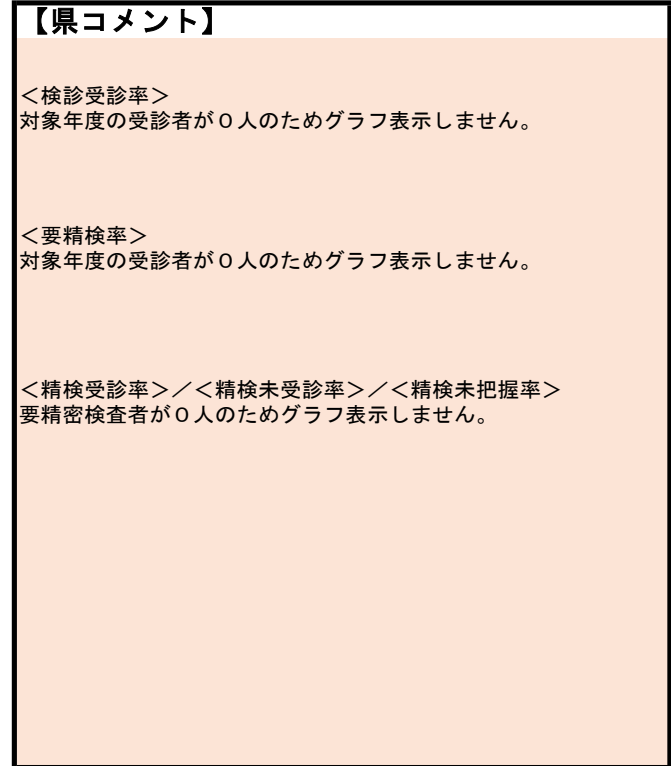 【県コメント】
＜検診受診率＞
対象年度の受診者が０人のためグラフ表示しません。
＜要精検率＞
対象年度の受診者が０人のためグラフ表示しません。
＜精検受診率＞／＜精検未受診率＞／＜精検未把握率＞
要精密検査者が０人のためグラフ表示しません。